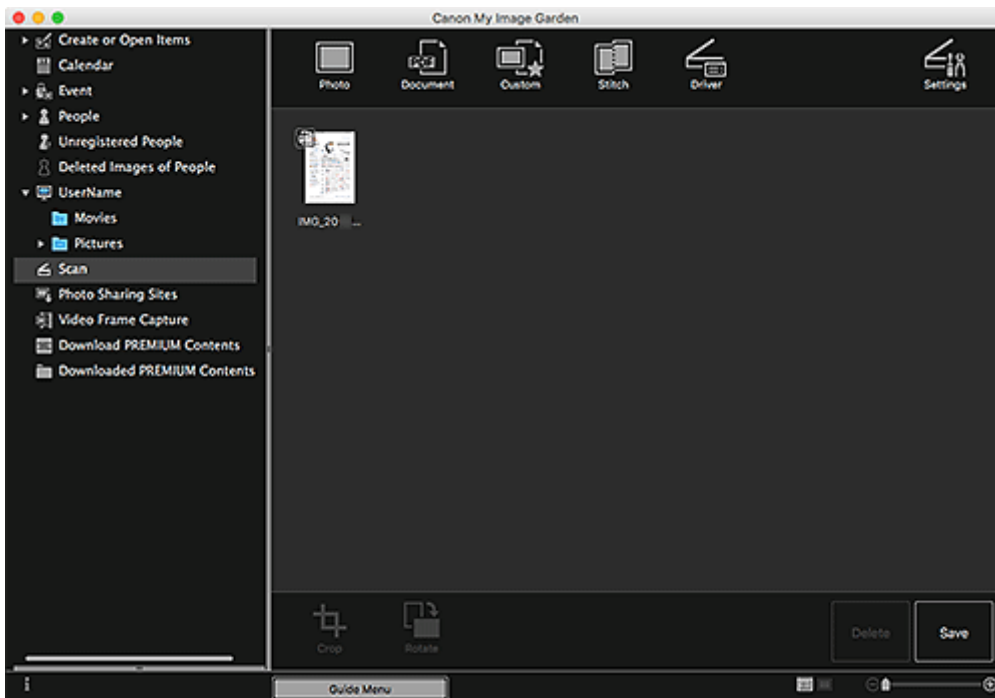 Canon My Image Garden
Create or Open Items
Calendar
Event
People
Unregistered People
Deleted Images of People
UserName
Movies
Pictures
Scan
Photo Sharing Sites
Video Frame Capture
Download PREMIUM Contents
Downloaded PREMIUM Contents
Photo Document Custom Stitch Driver Settings
IMG_20 ...
Crop Rotate Delete Save
Guide Menu